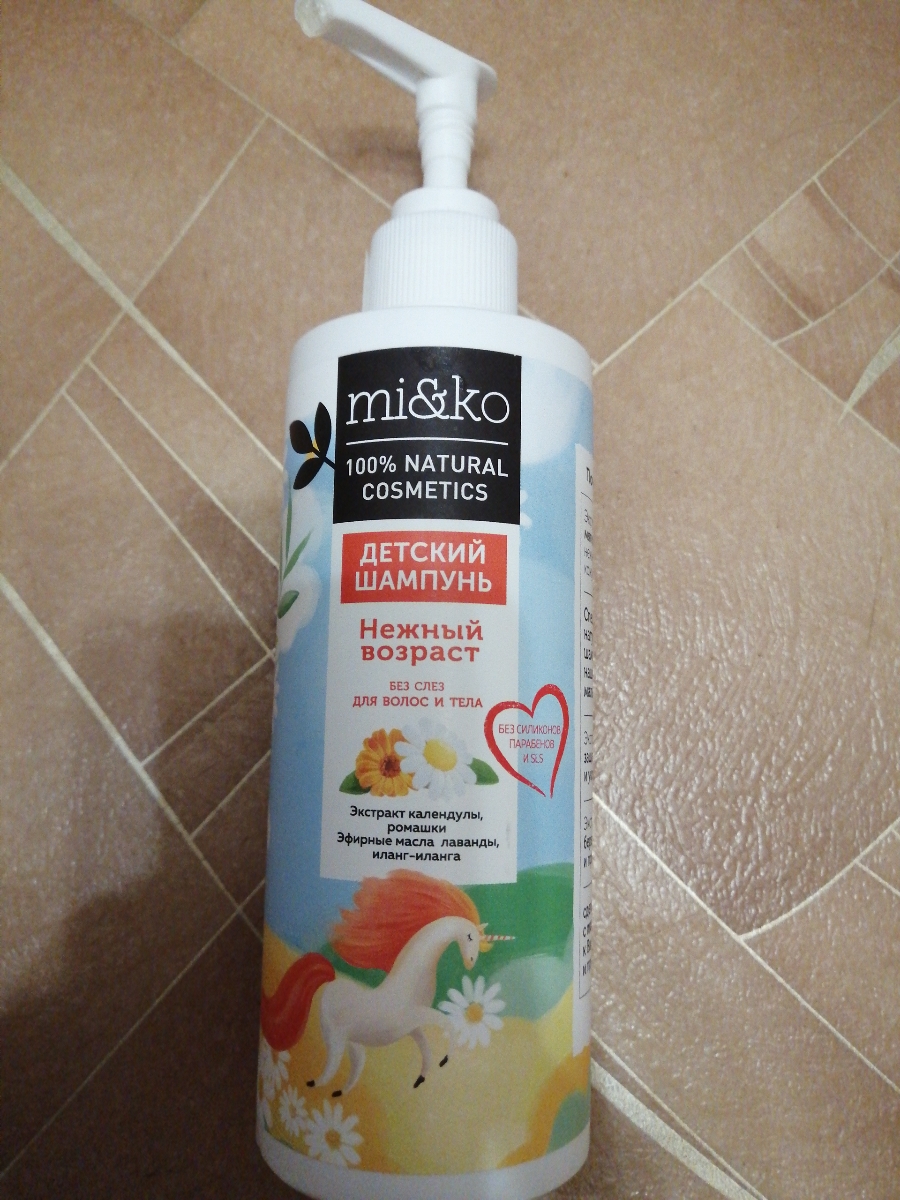 mi&ko
100% NATURAL
COSMETICS
ДЕТСКИЙ
ШАМПУНЬ
Нежный
возраст
БЕЗ СЛЕЗ
ДЛЯ ВОЛОС И ТЕЛА
БЕЗ СИЛИКОНОВ
ПАРАБЕНОВ
И SLS
Экстракт календулы,
ромашки
Эфирные масла лаванды,
иланг-иланга